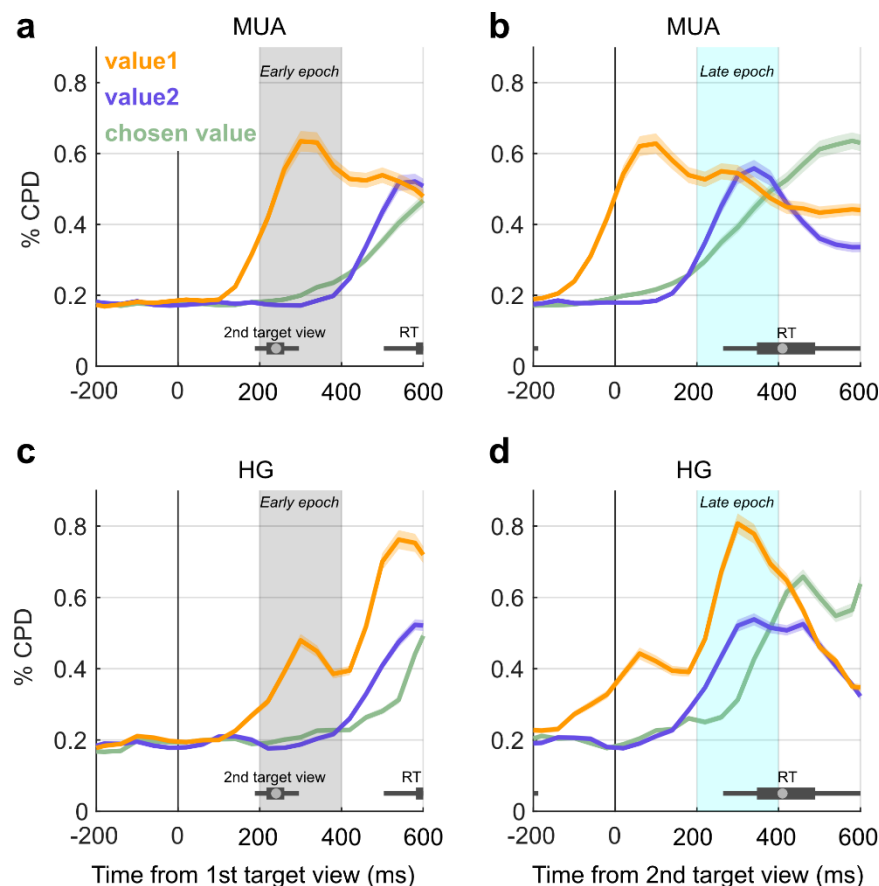 a
MUA
value1
value2
chosen value
Early epoch
% CPD
0.8
0.6
0.4
0.2
0
2nd target view
RT
-200
0
200
400
600
b
MUA
Late epoch
0.8
0.6
0.4
0.2
0
RT
-200
0
200
400
600
c
HG
Early epoch
% CPD
0.8
0.6
0.4
0.2
0
2nd target view
RT
-200
0
200
400
600
Time from 1st target view (ms)
d
HG
Late epoch
% CPD
0.8
0.6
0.4
0.2
0
RT
-200
0
200
400
600
Time from 2nd target view (ms)